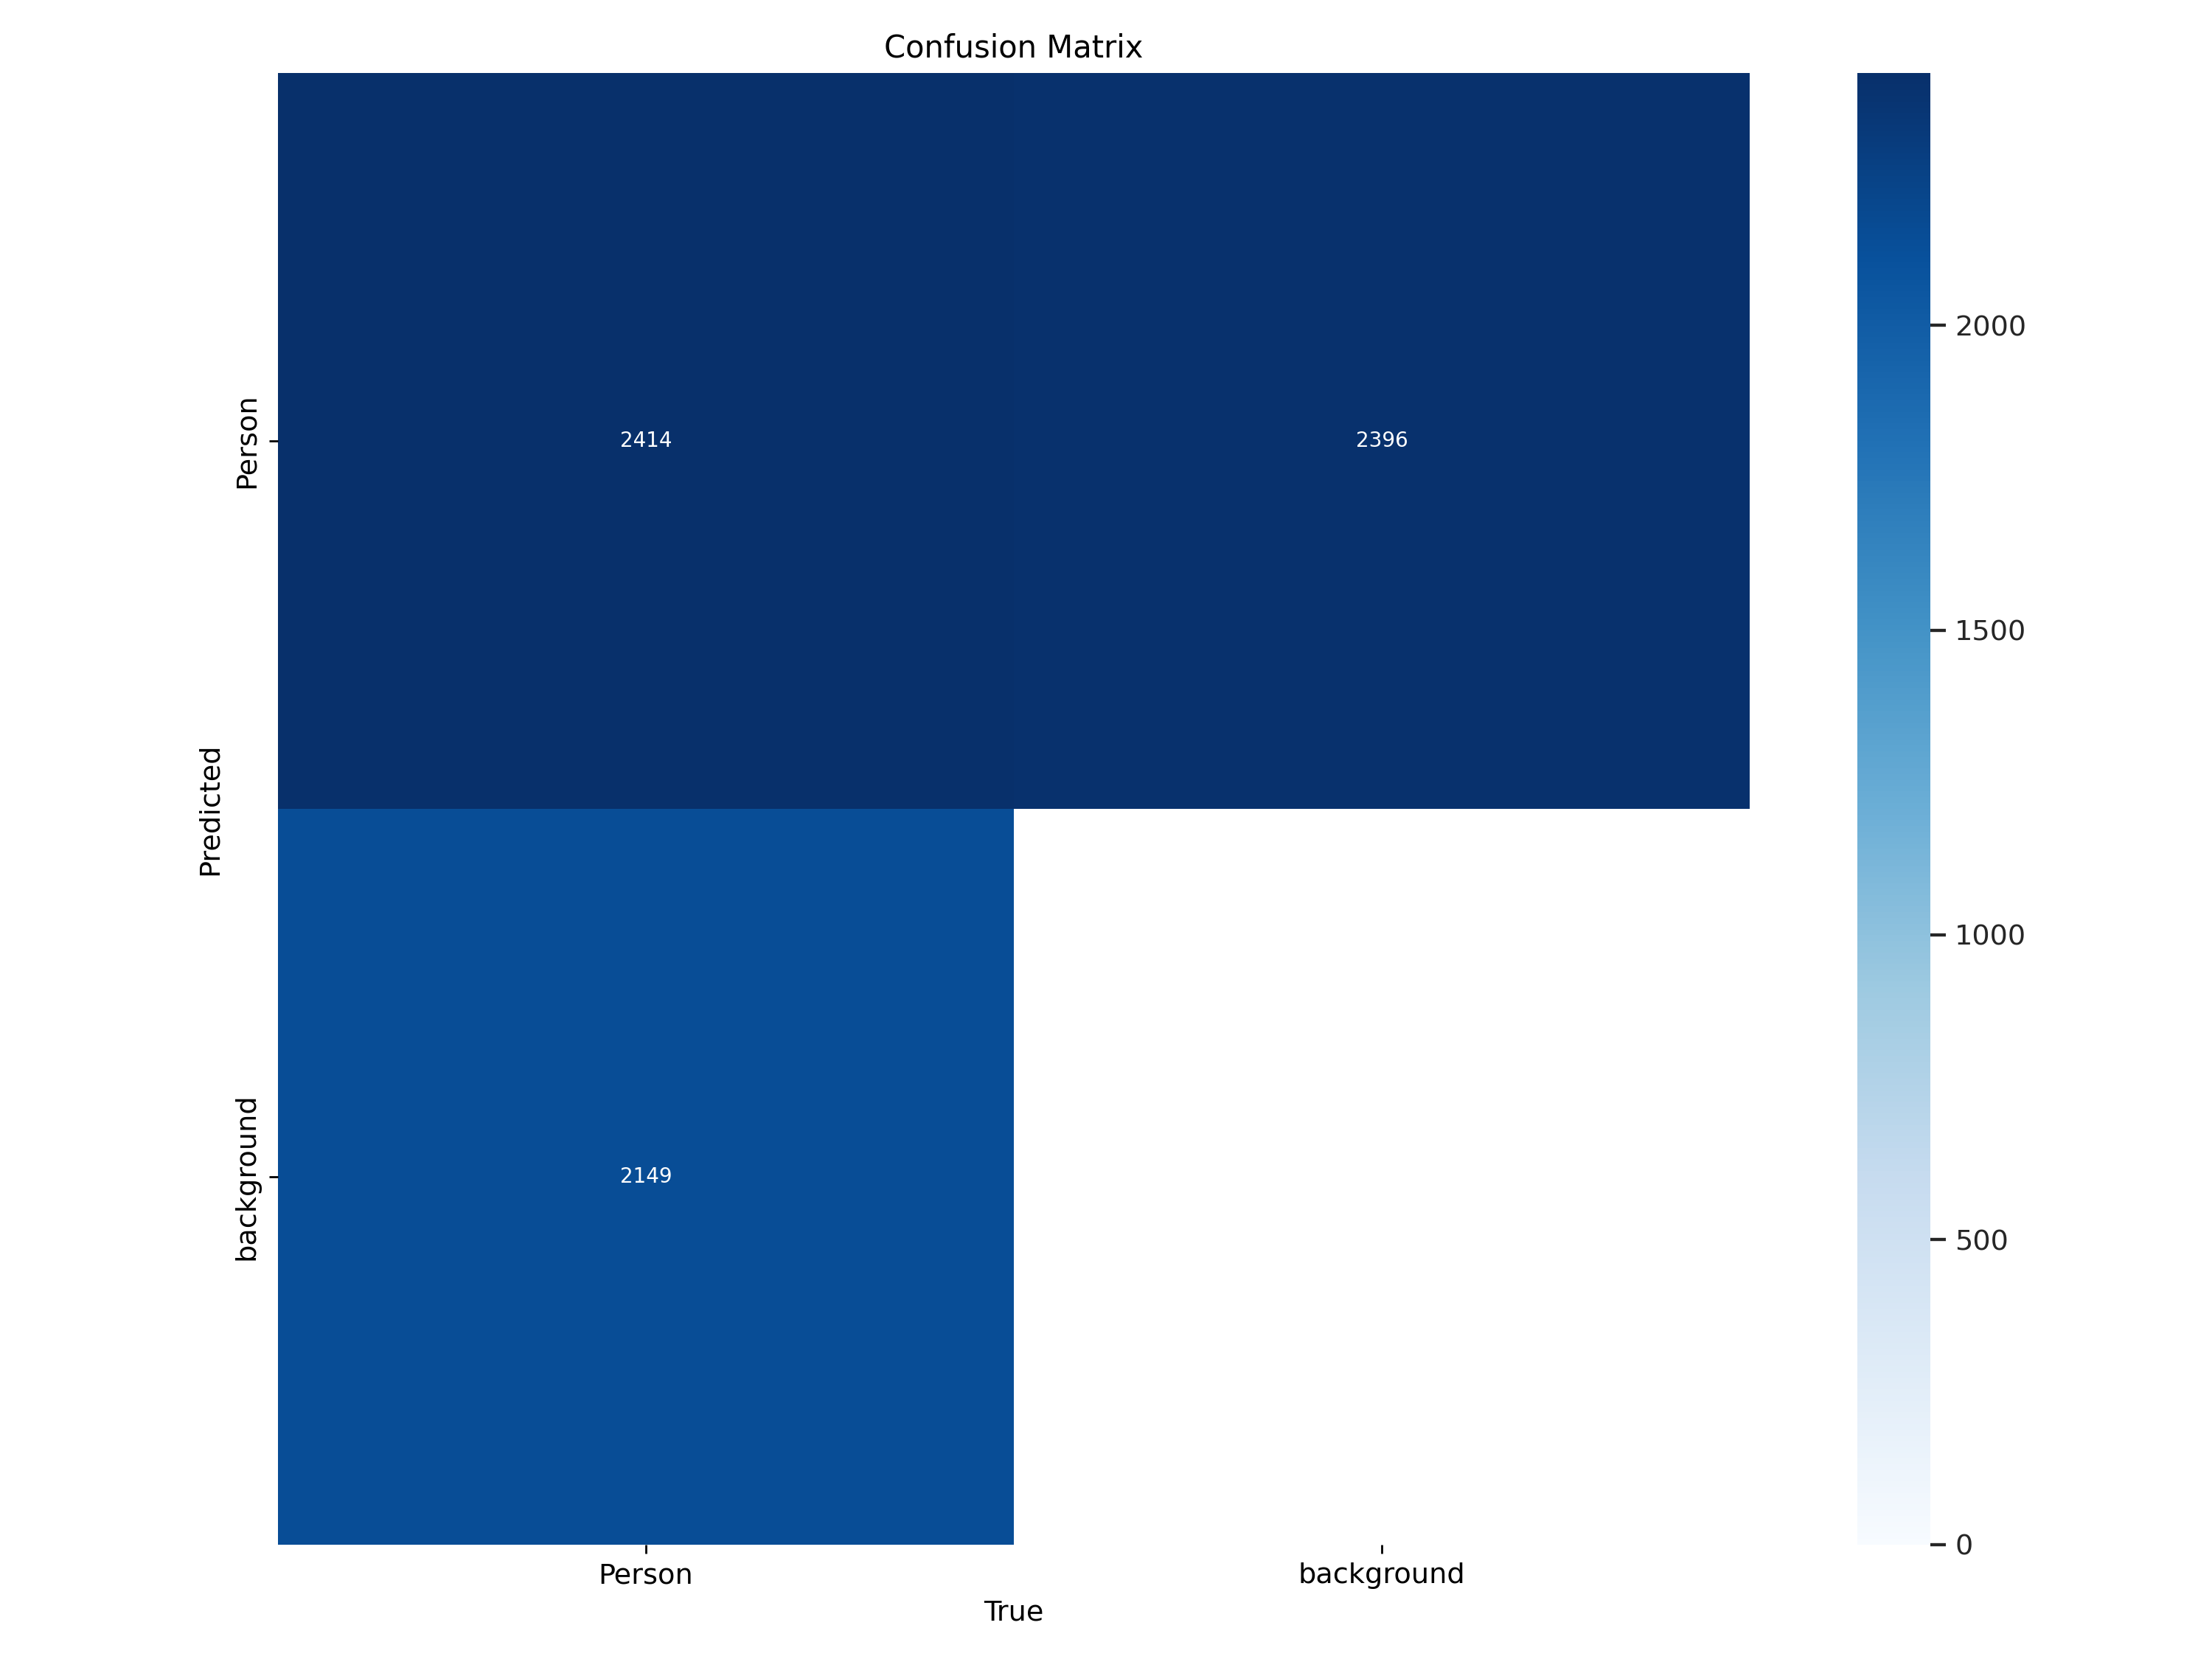 Confusion Matrix
Person
2414
2396
Predicted
background
2149
Person
background
True
2000
1500
1000
500
0